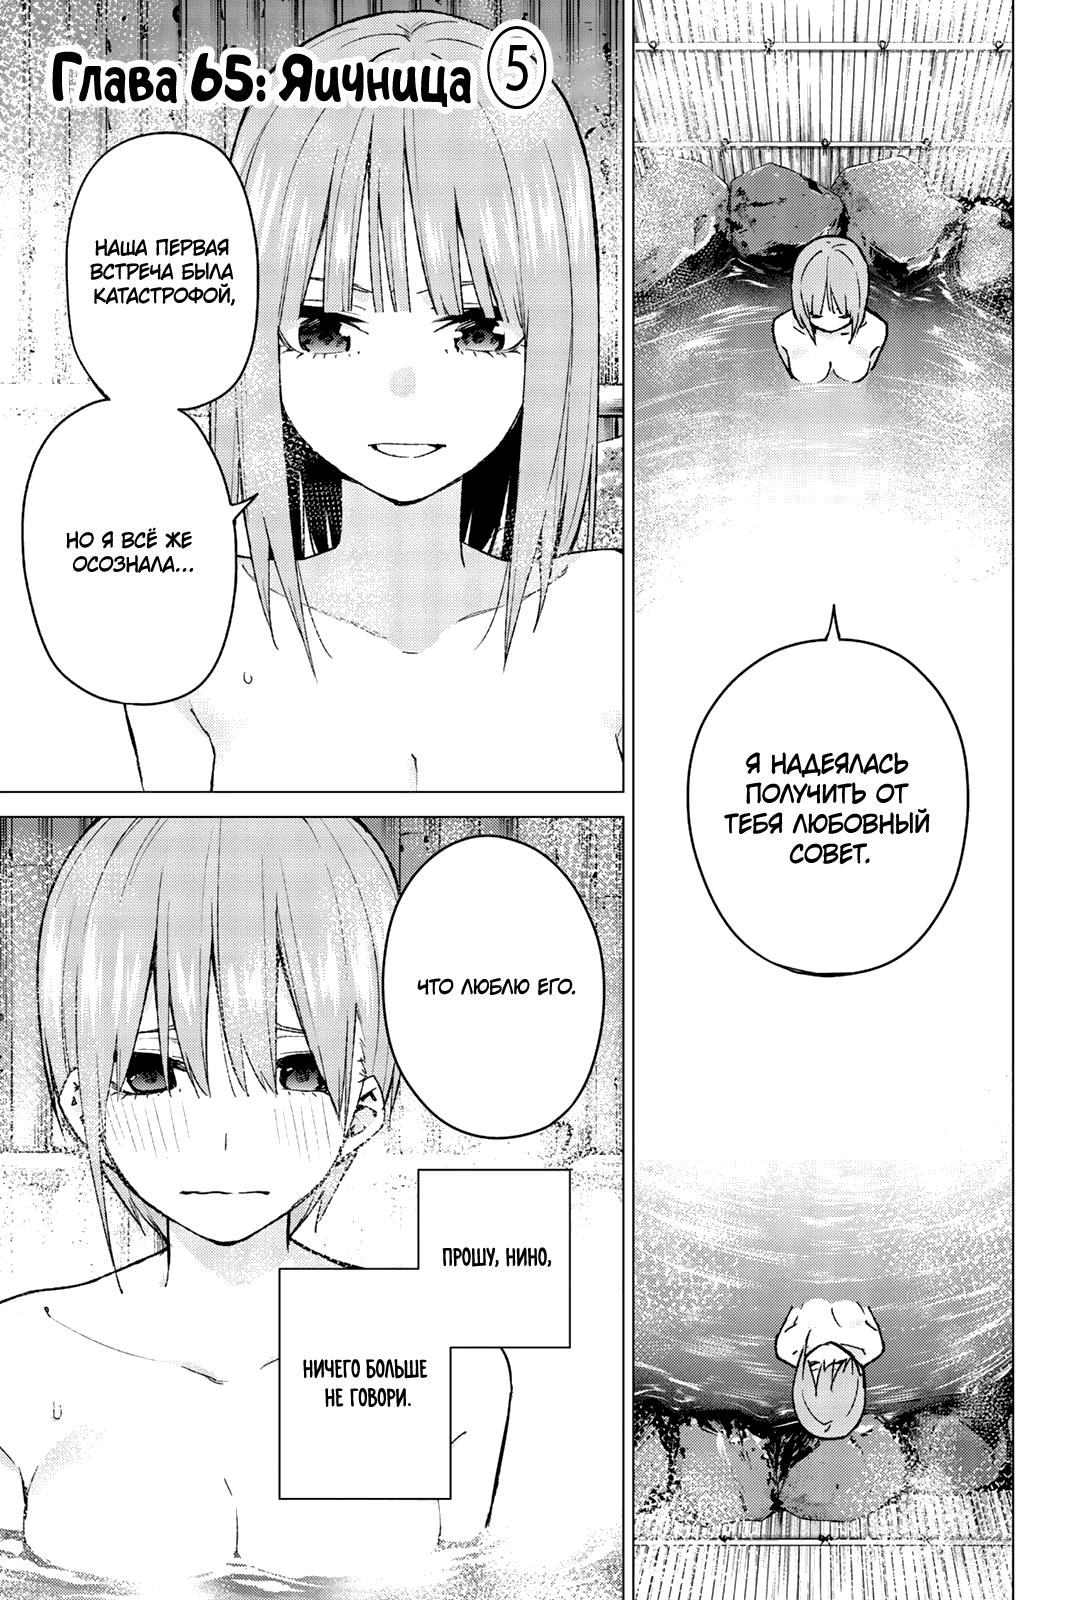 Глава 65: Яичница ⑤
Я НАДЕЯЛАСЬ
ПОЛУЧИТЬ ОТ
ТЕБЯ ЛЮБОВНЫЙ
СОВЕТ.
НАША ПЕРВАЯ
ВСТРЕЧА БЫЛА
КАТАСТРОФОЙ,
НО Я ВСЁ ЖЕ
ОСОЗНАЛА...
ЧТО ЛЮБЛЮ ЕГО.
ПРОШУ, НИНО,
НИЧЕГО БОЛЬШЕ
НЕ ГОВОРИ.